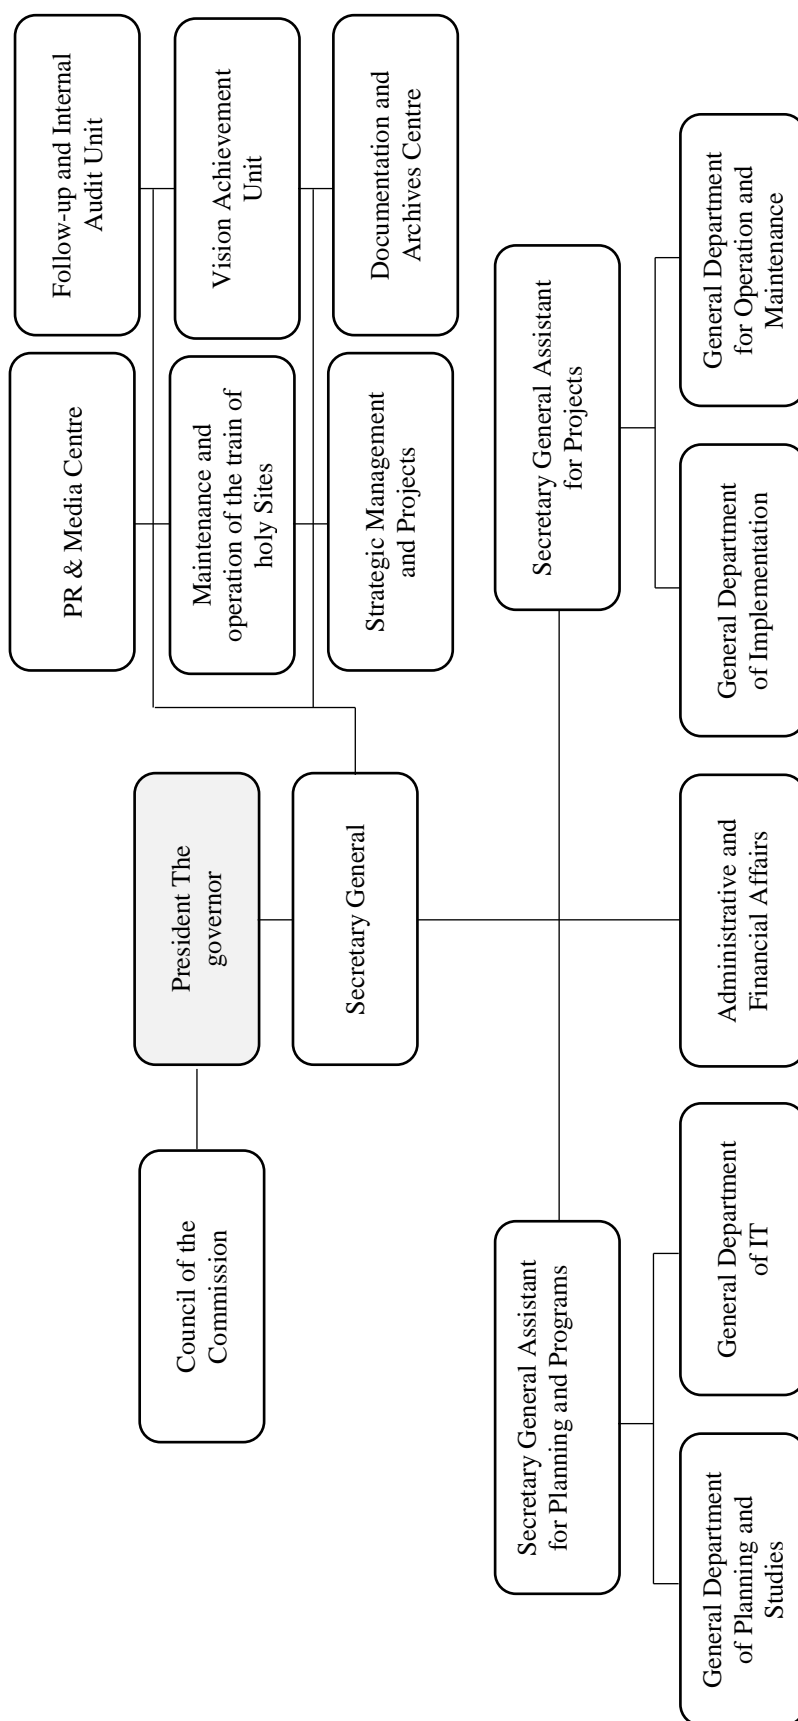 PR & Media Centre
Follow-up and Internal
Audit Unit
Council of the
Commission
President The
governor
Maintenance and
operation of the train of
holy Sites
Vision Achievement
Unit
Secretary General
Strategic Management
and Projects
Documentation and
Archives Centre
Secretary General Assistant
for Planning and Programs
Secretary General Assistant
for Projects
General Department
of Planning and
Studies
General Department
of IT
Administrative and
Financial Affairs
General Department
of Implementation
General Department
for Operation and
Maintenance